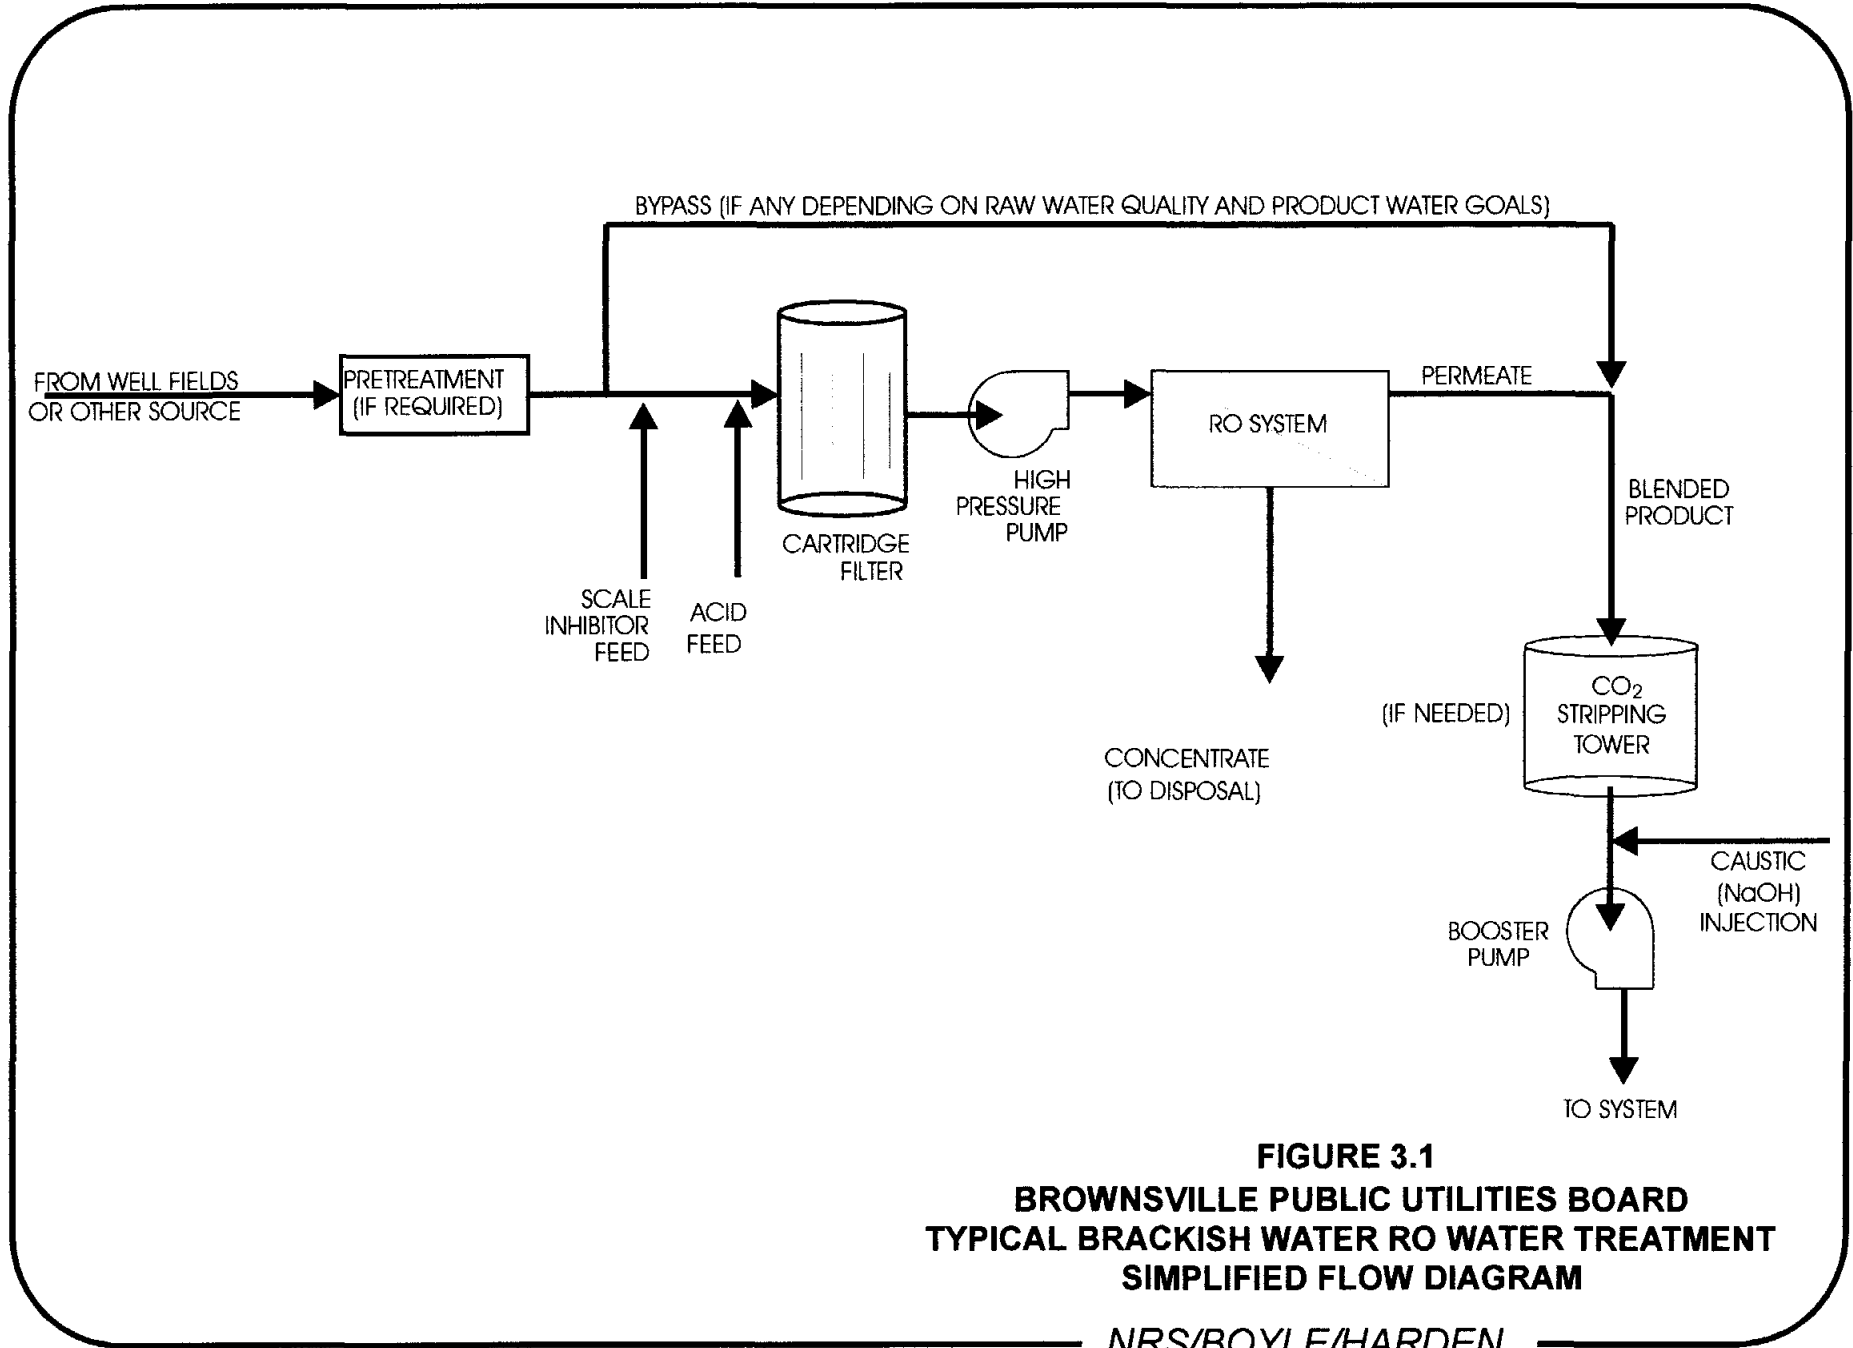 BYPASS (IF ANY DEPENDING ON RAW WATER QUALITY AND PRODUCT WATER GOALS)
FROM WELL FIELDS
OR OTHER SOURCE
PRETREATMENT
(IF REQUIRED)
SCALE
INHIBITOR
FEED
ACID
FEED
CARTRIDGE
FILTER
HIGH
PRESSURE
PUMP
RO SYSTEM
PERMEATE
CONCENTRATE
(TO DISPOSAL)
BLENDED
PRODUCT
(IF NEEDED)
CO2
STRIPPING
TOWER
CAUSTIC
(NaOH)
INJECTION
BOOSTER
PUMP
TO SYSTEM
FIGURE 3.1
BROWNSVILLE PUBLIC UTILITIES BOARD
TYPICAL BRACKISH WATER RO WATER TREATMENT
SIMPLIFIED FLOW DIAGRAM
NRS/BOYLE/HARDEN